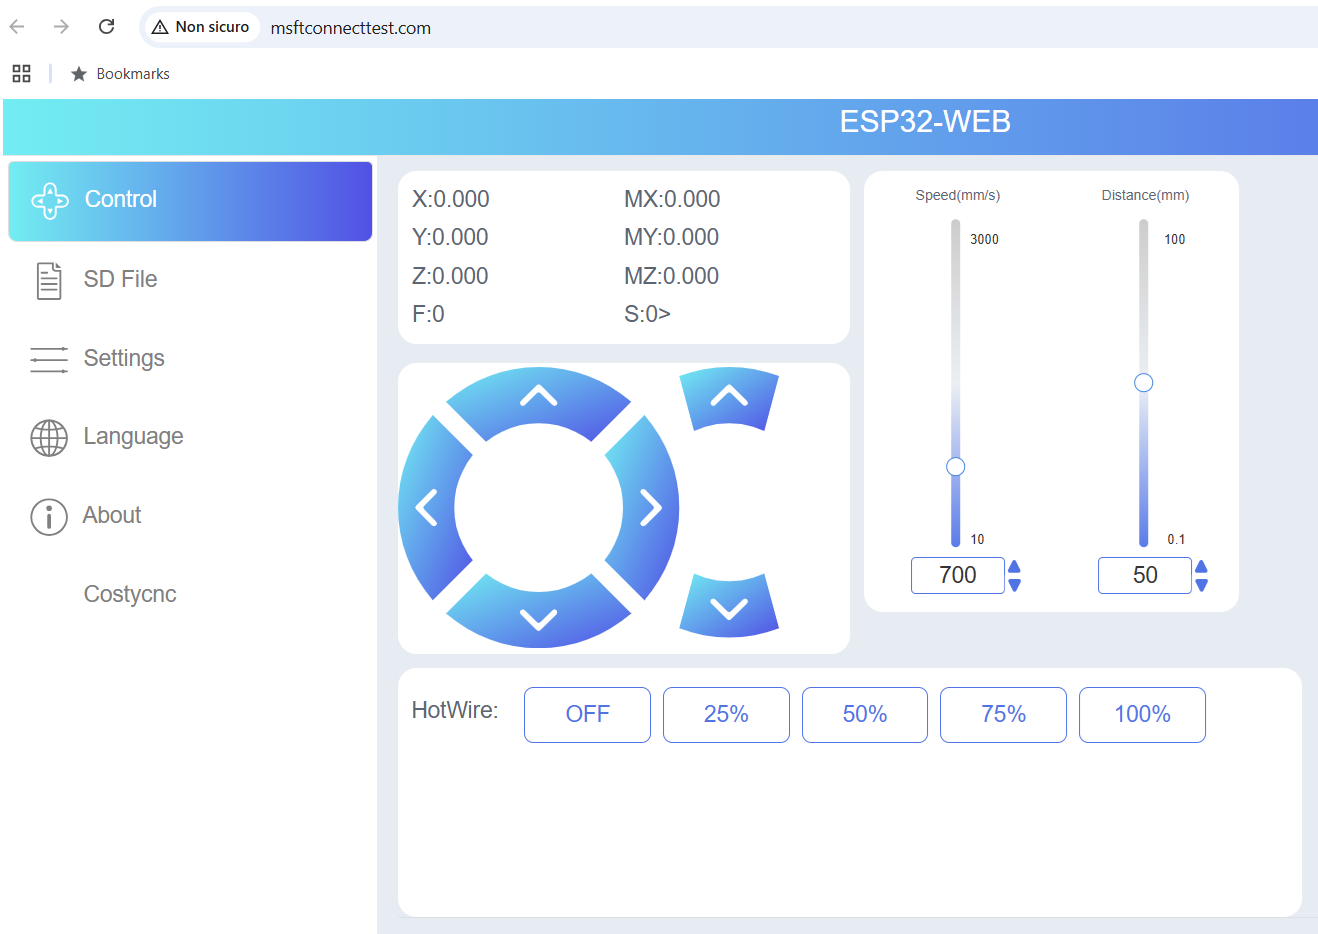 Non sicuro
msftconnecttest.com
Bookmarks
ESP32-WEB
Control
SD File
Settings
Language
About
Costycnc
X:0.000
MX:0.000
Y:0.000
MY:0.000
Z:0.000
MZ:0.000
F:0
S:0>
Speed(mm/s)
Distance(mm)
3000
100
10
0.1
700
50
HotWire:
OFF
25%
50%
75%
100%